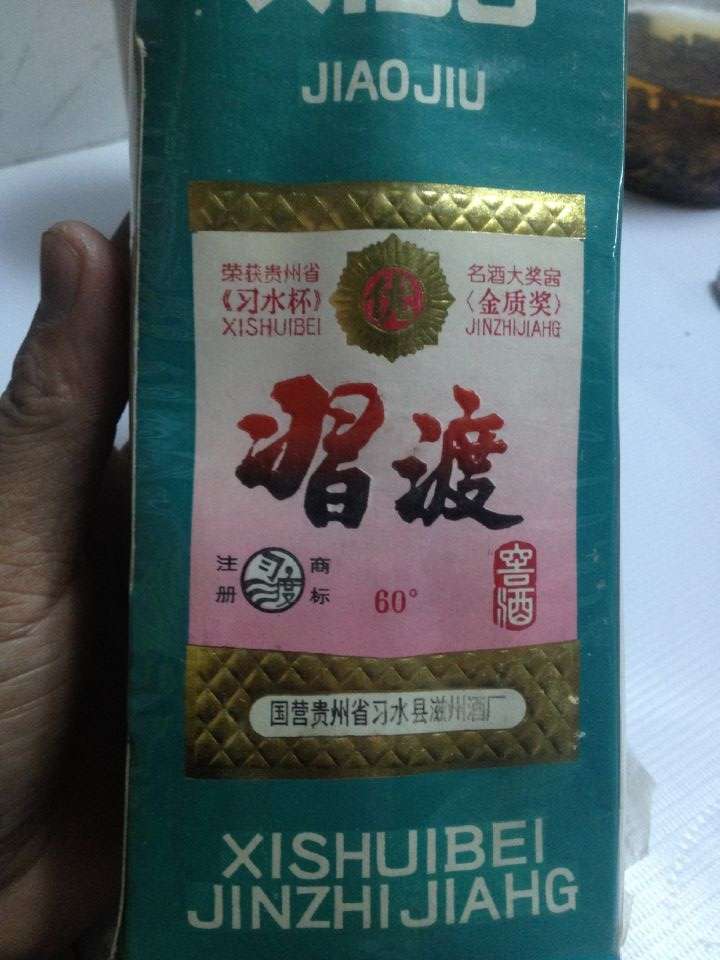 XIDU
JIAOJIU
荣获贵州省
《习水杯》
XISHUIBEI
名酒大奖
〈金质奖〉
JINZHIJIAHG
習渡
注册
商标
60°
窖酒
国营贵州省习水县滋州酒厂
XISHUIBEI
JINZHIJIAHG